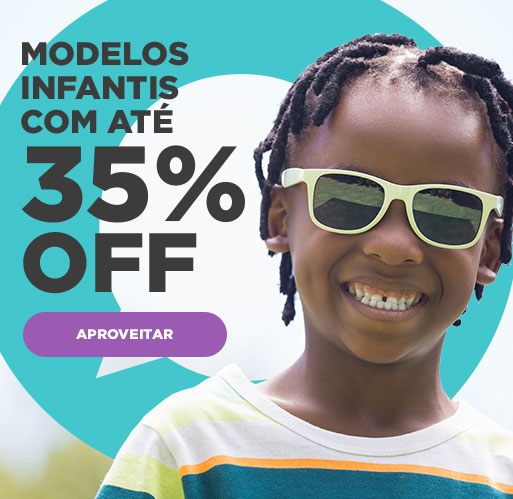 MODELOS
INFANTIS
COM ATÉ
35%
OFF
APROVEITAR